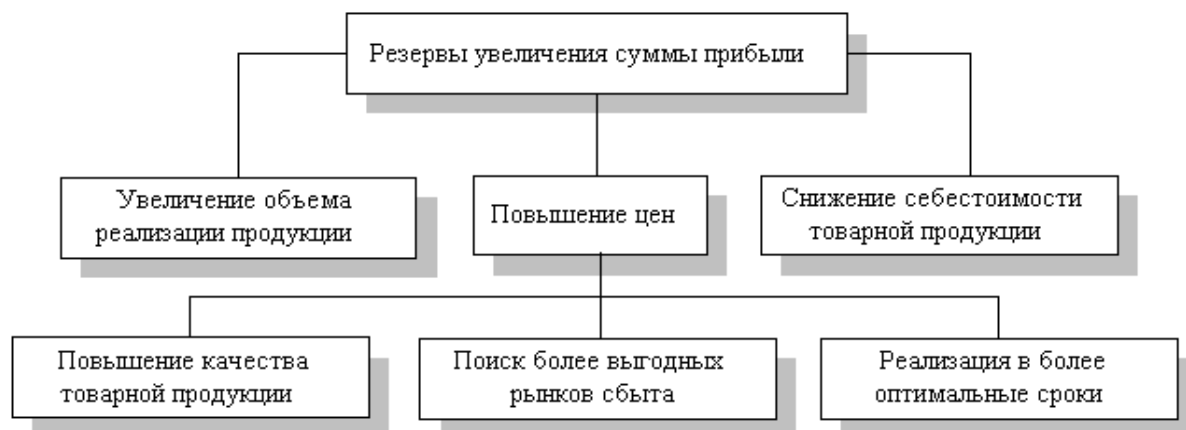 Резервы увеличения суммы прибыли
Увеличение объема
реализации продукции
Повышение цен
Снижение себестоимости
товарной продукции
Повышение качества
товарной продукции
Поиск более выгодных
рынков сбыта
Реализация в более
оптимальные сроки